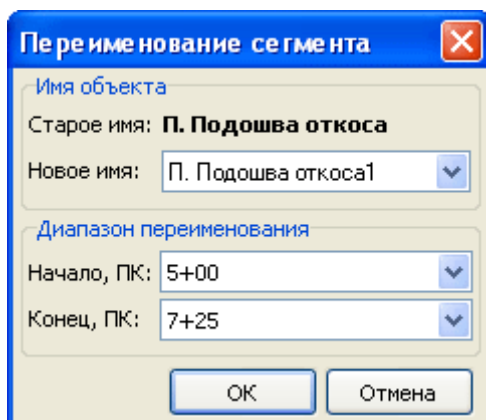 Переименование сегмента
Имя объекта
Старое имя: П. Подошва откоса
Новое имя: П. Подошва откоса1
Диапазон переименования
Начало, ПК: 5+00
Конец, ПК: 7+25
ОК Отмена